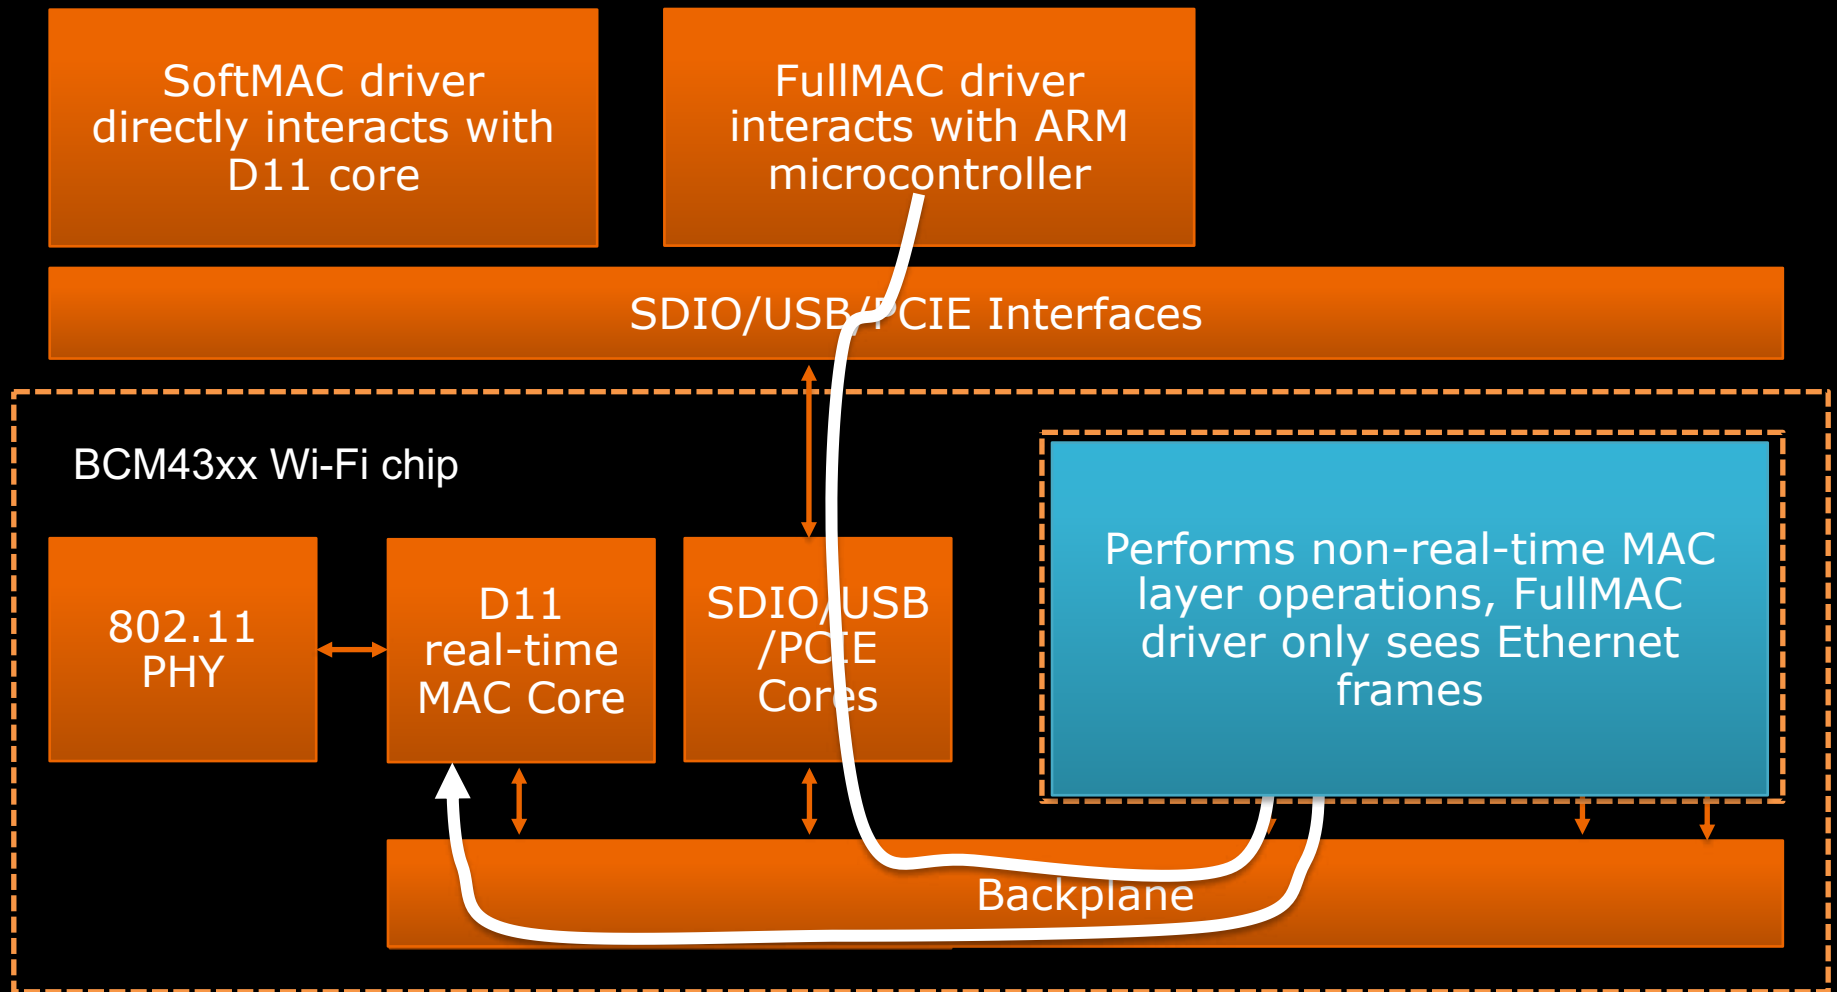 SoftMAC driver
directly interacts with
D11 core
FullMAC driver
interacts with ARM
microcontroller
SDIO/USB/PCIE Interfaces
BCM43xx Wi-Fi chip
802.11
PHY
D11
real-time
MAC Core
SDIO/USB
/PCIE
Cores
Performs non-real-time MAC
layer operations, FullMAC
driver only sees Ethernet
frames
Backplane